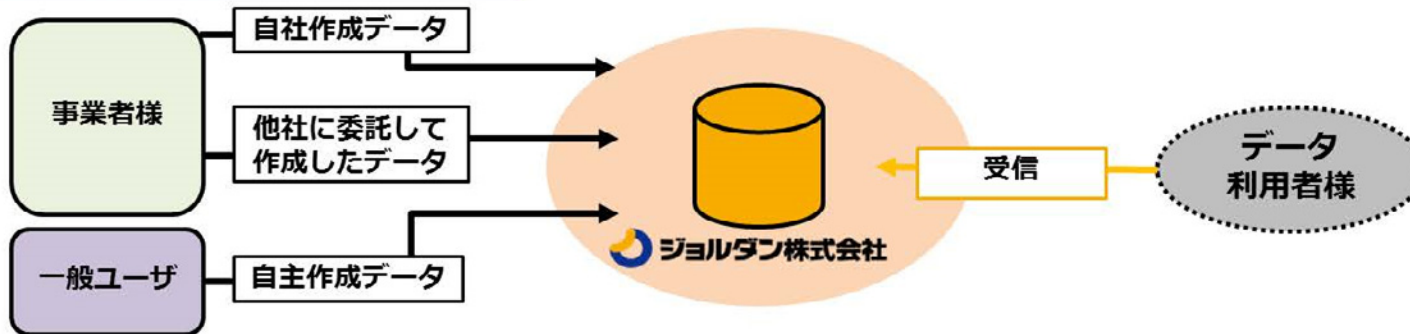 自社作成データ
事業者様
他社に委託して
作成したデータ
一般ユーザ
自主作成データ
ジョルダン株式会社
受信
データ
利用者様